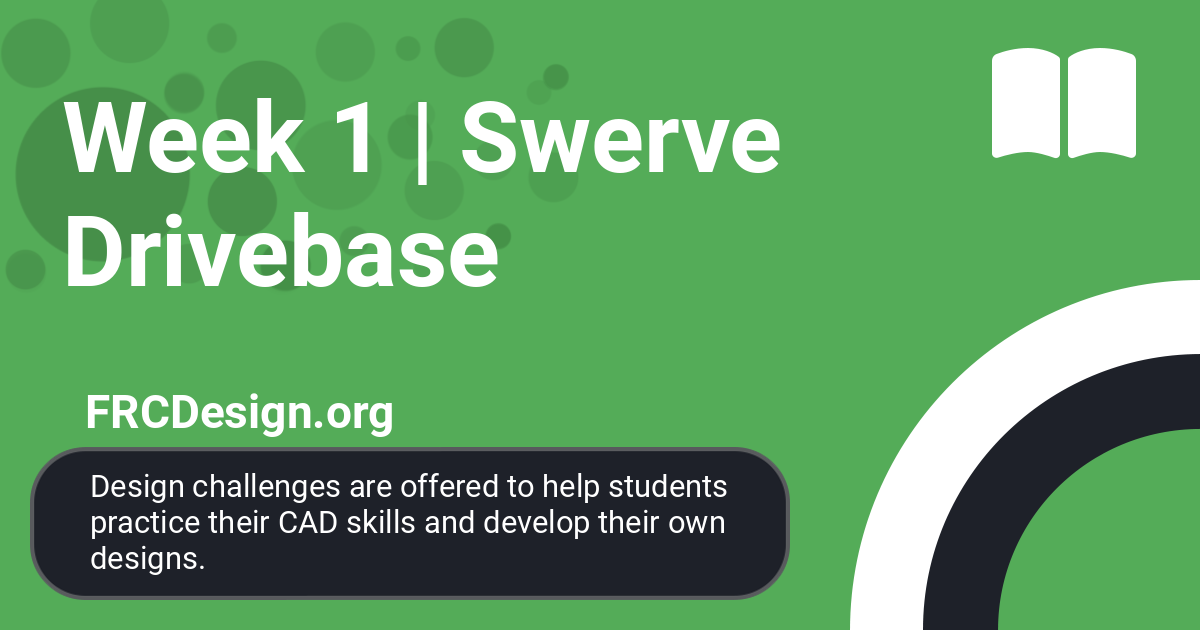 Week 1 | Swerve
Drivebase
FRCDesign.org
Design challenges are offered to help students
practice their CAD skills and develop their own
designs.